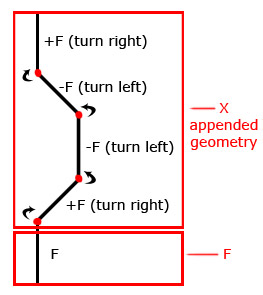 +F (turn right)
-F (turn left)
X
appended
geometry
-F (turn left)
+F (turn right)
F
F